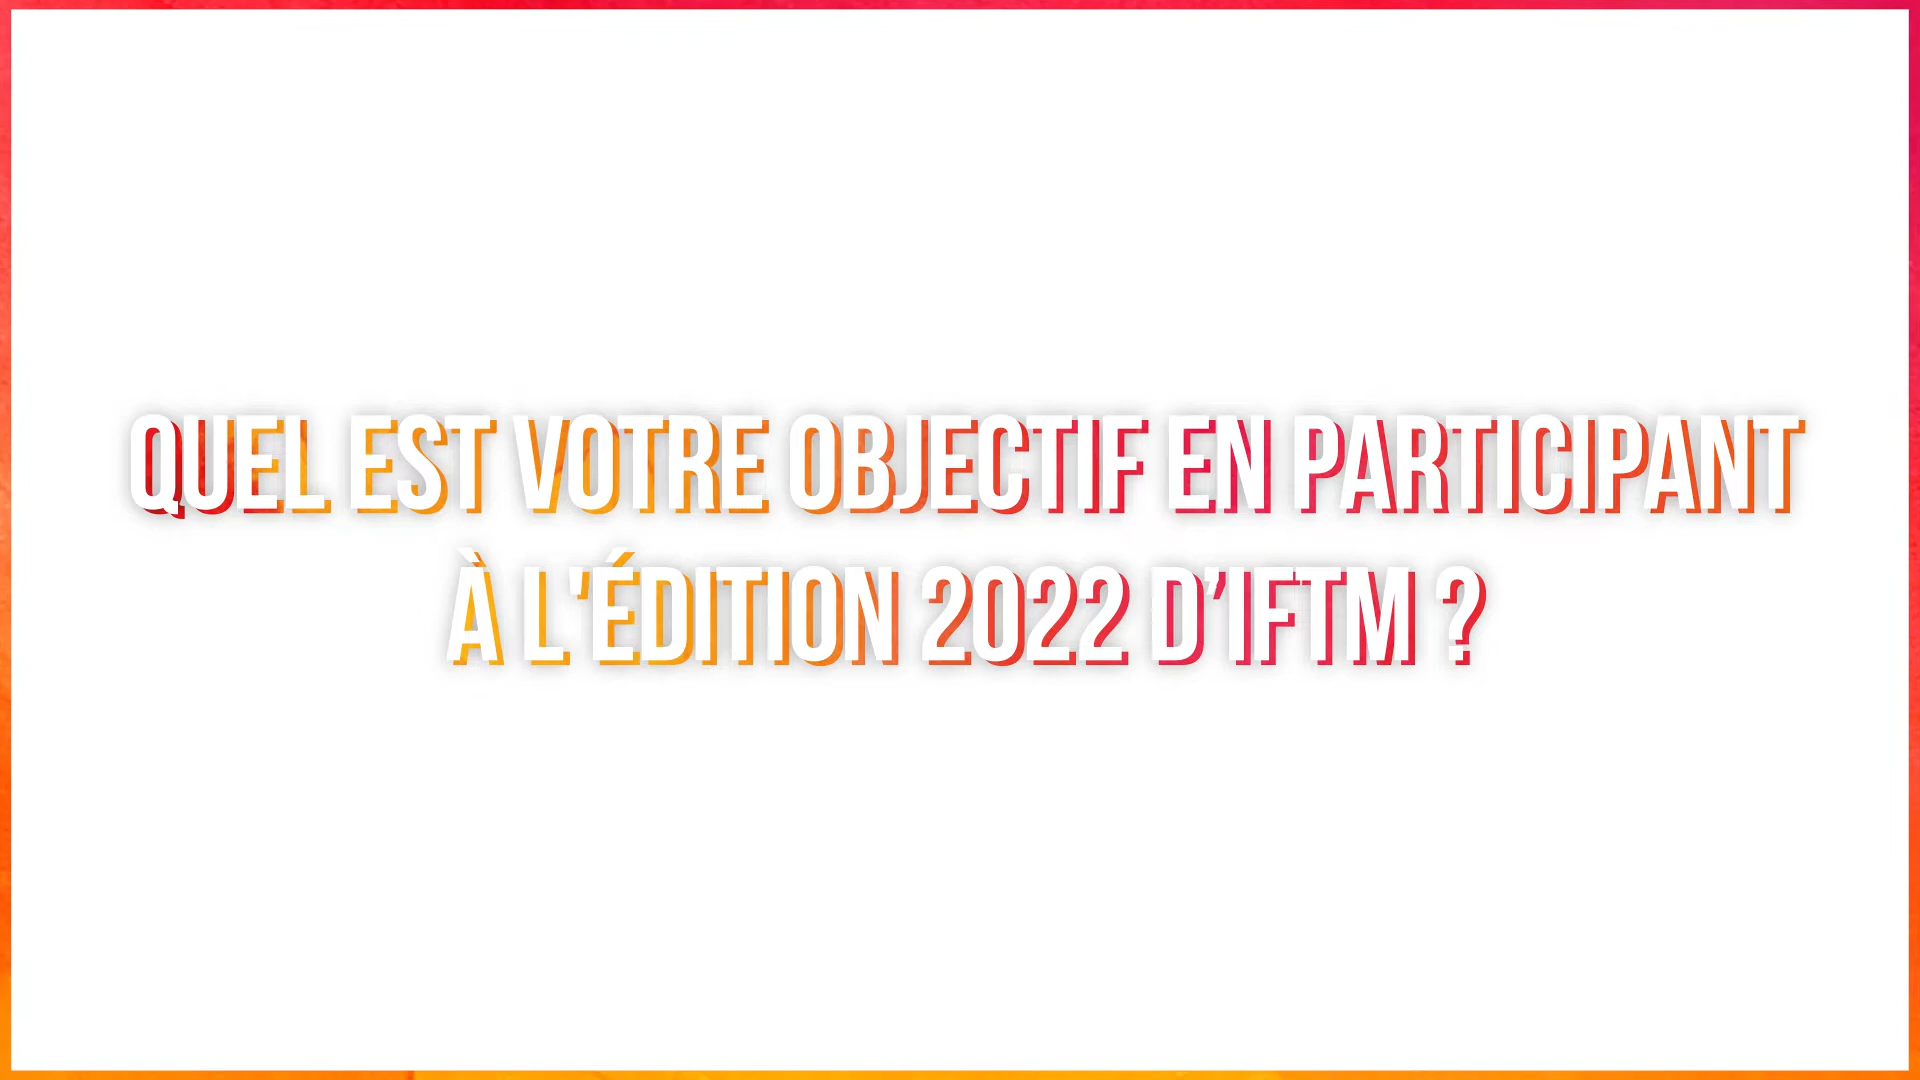 QUEL EST VOTRE OBJECTIF EN PARTICIPANT
À L'ÉDITION 2022 D’IFTM ?